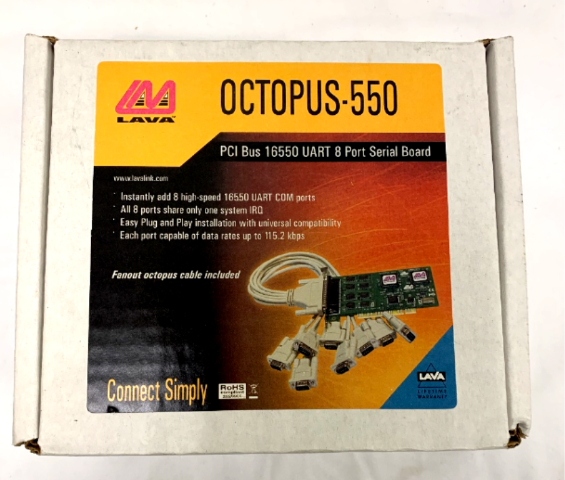 LAVA
OCTOPUS-550
PCI Bus 16550 UART 8 Port Serial Board
www.lavalink.com
Instantly add 8 high-speed 16550 UART COM ports
All 8 ports share only one system IRQ
Easy Plug and Play installation with universal compatibility
Each port capable of data rates up to 115.2 kbps
Fanout octopus cable included
Connect Simply
RoHS
LAVA
LIFETIME
WARRANTY